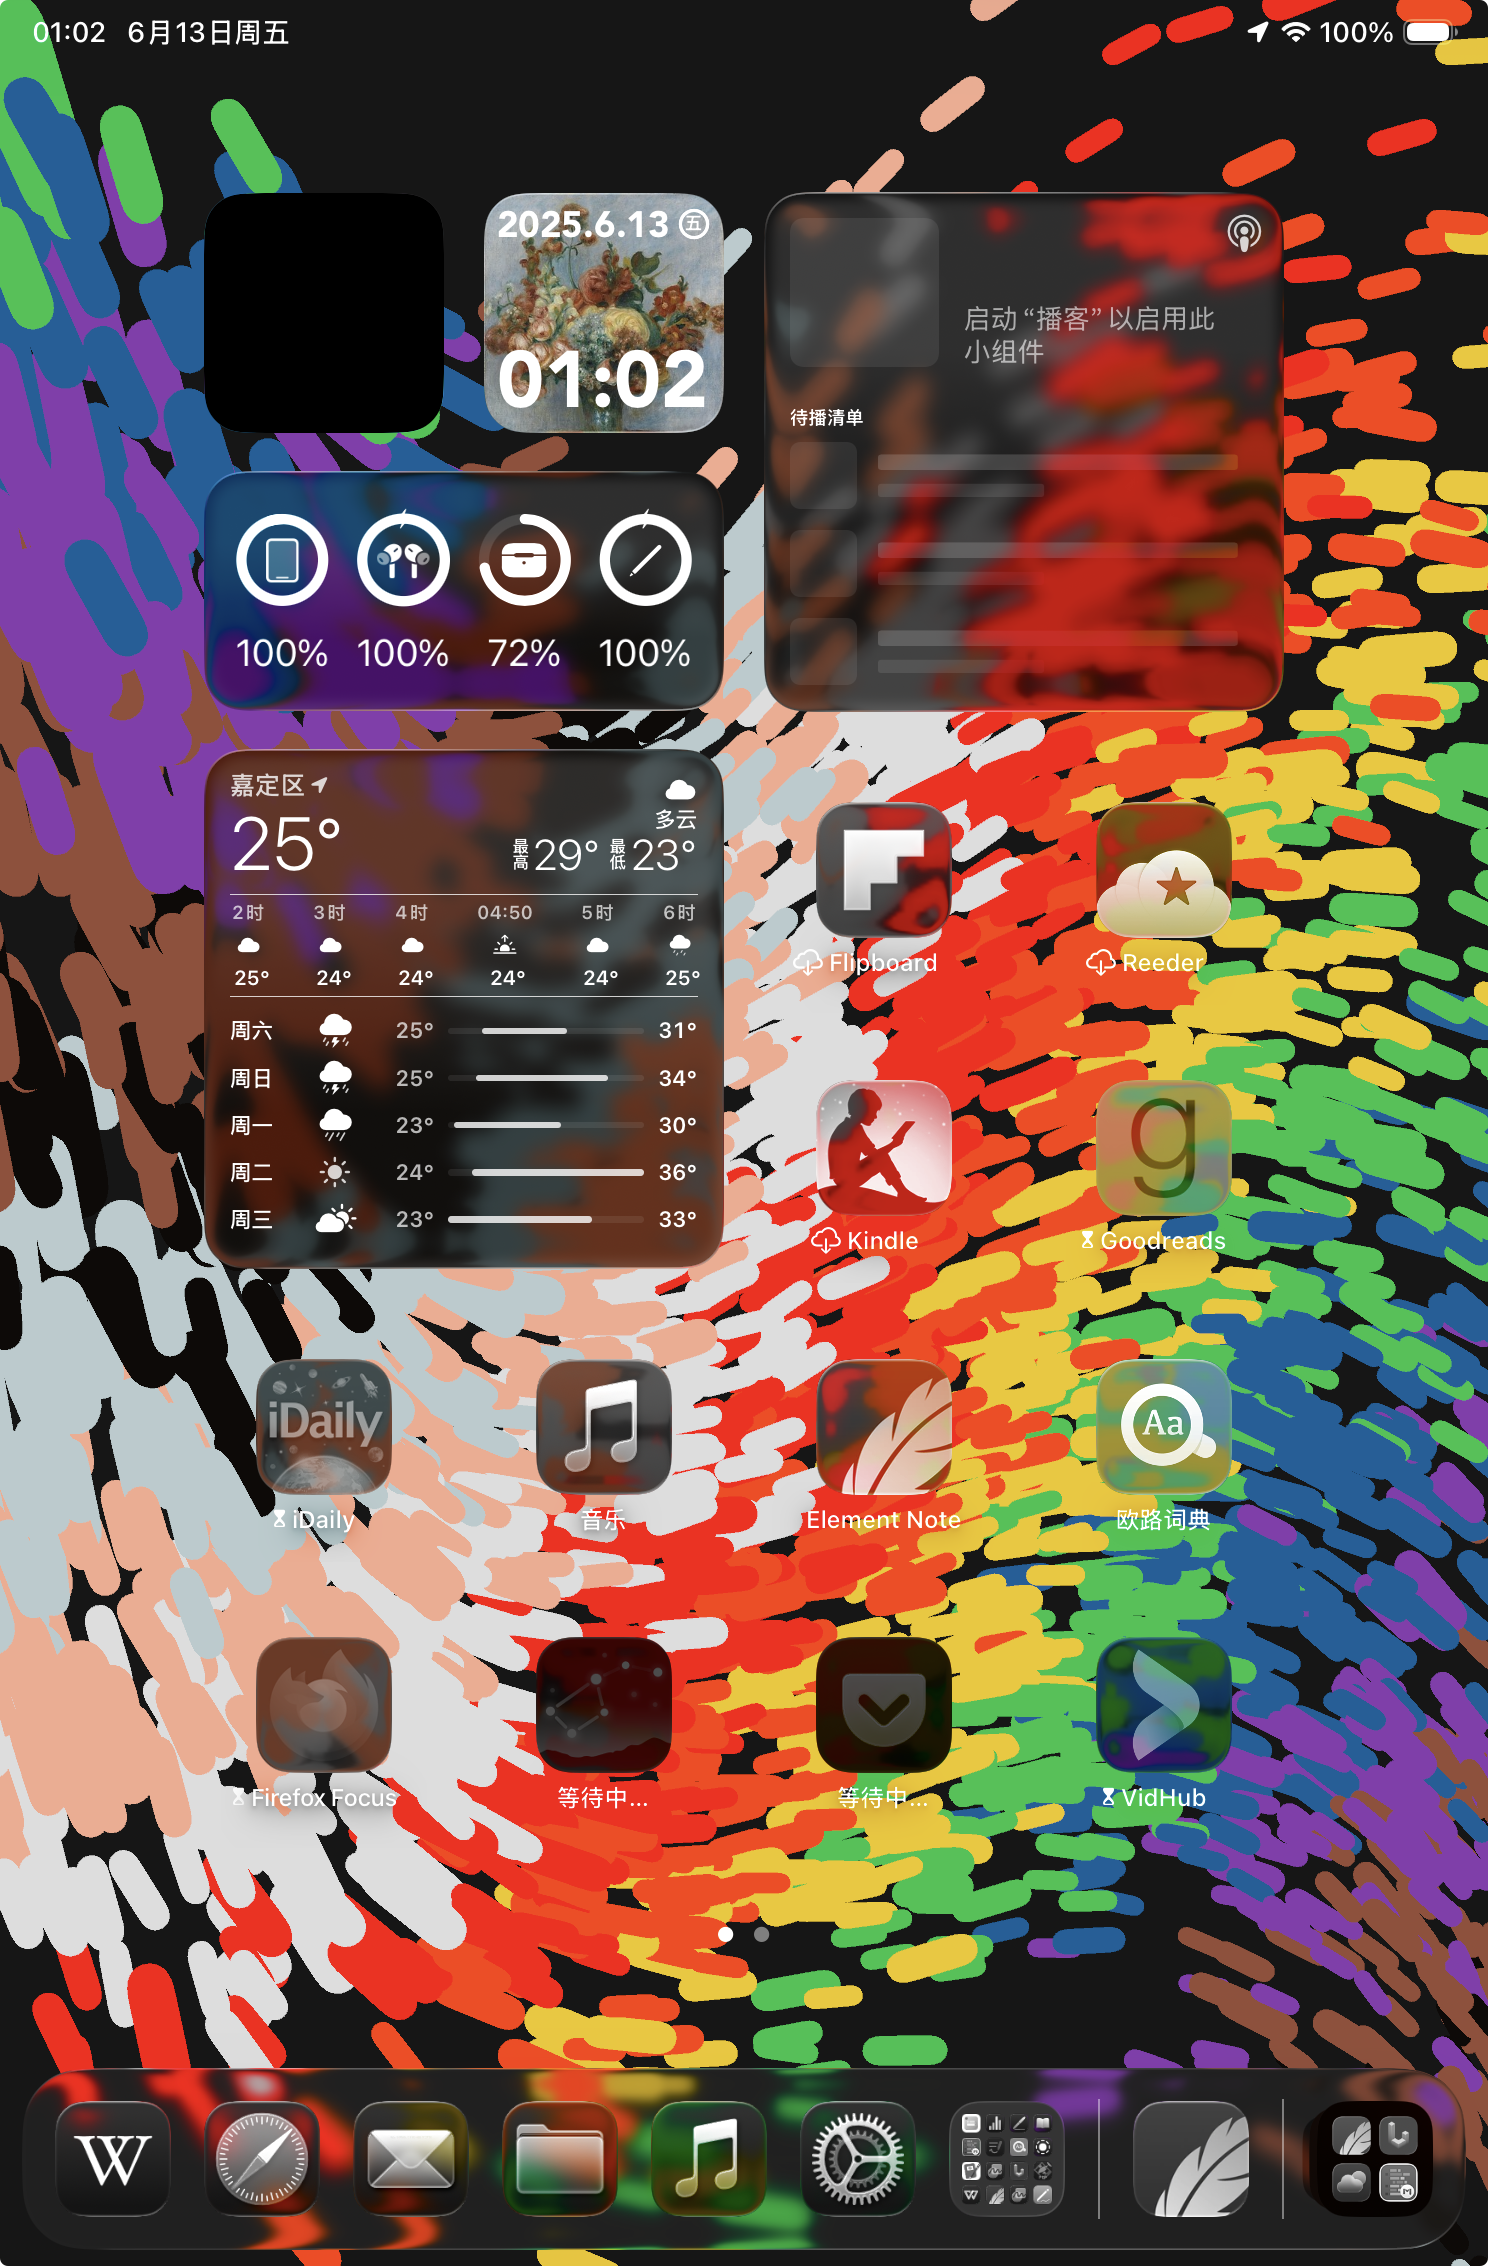 01:02 6月13日周五
100%
2025.6.13 五
01:02
启动“播客”以启用此
小组件
待播清单
100% 100% 72% 100%
嘉定区
25°
多云
最高29° 最低23°
2时 3时 4时 04:50 5时 6时
25° 24° 24° 24° 24° 25°
周六 25° 31°
周日 25° 34°
周一 23° 30°
周二 24° 36°
周三 23° 33°
Flipboard
Reeder
g
Kindle
Goodreads
iDaily
Aa
iDaily
音乐
Element Note
欧路词典
Firefox Focus
等待中...
等待中...
VidHub
W